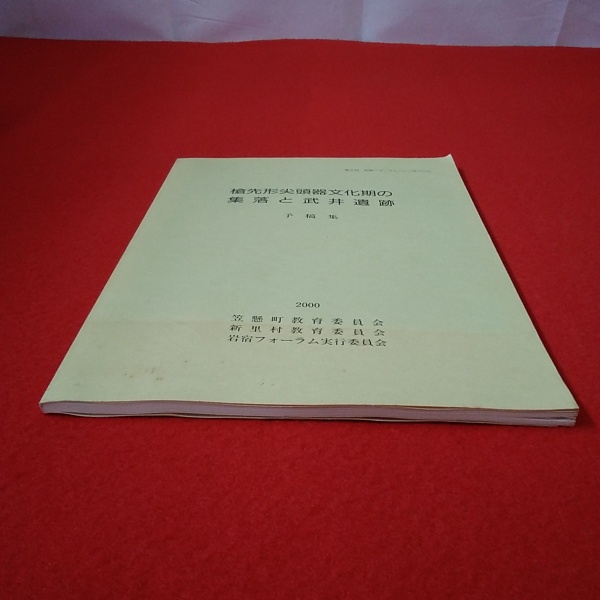 槍先形尖頭器文化期の
集落と武井遺跡
予稿集
2000
笠懸町教育委員会
新里村教育委員会
岩宿フォーラム実行委員会